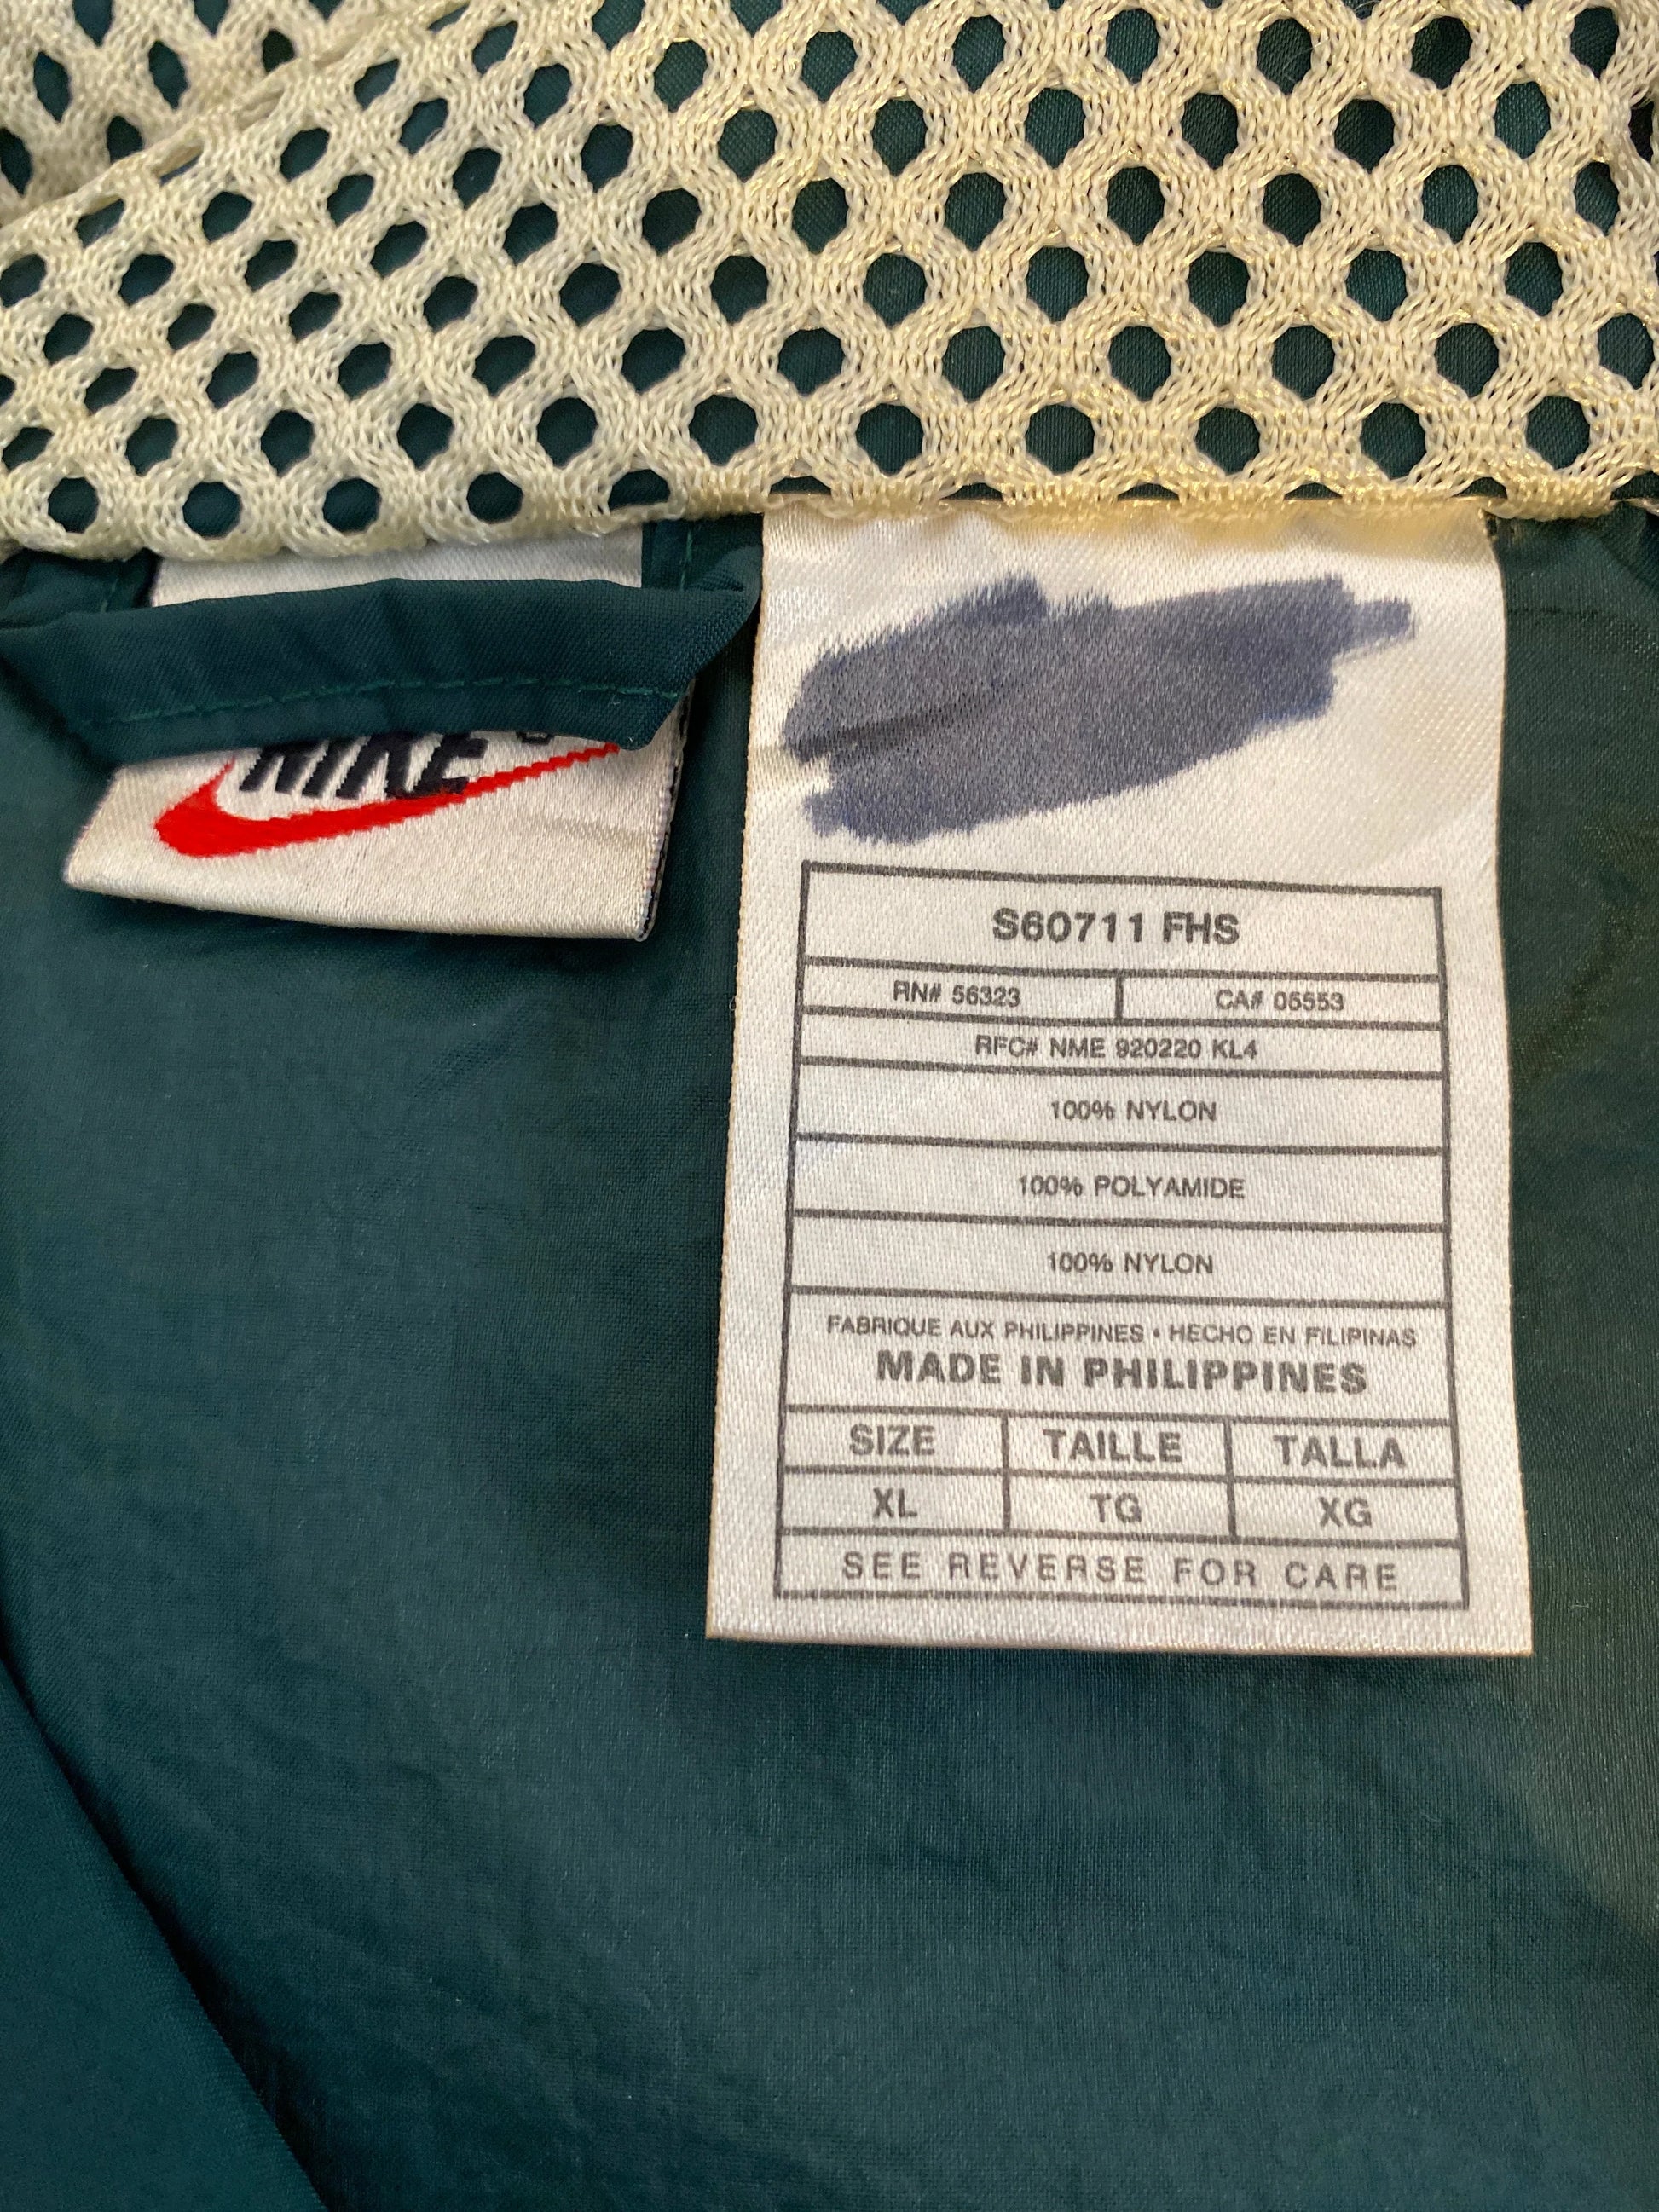 NIKE
S60711 FHS
RN# 56323 CA# 05553
RFC# NME 920220 KL4
100% NYLON
100% POLYAMIDE
100% NYLON
FABRIQUE AUX PHILIPPINES • HECHO EN FILIPINAS
MADE IN PHILIPPINES
SIZE TAILLE TALLA
XL TG XG
SEE REVERSE FOR CARE